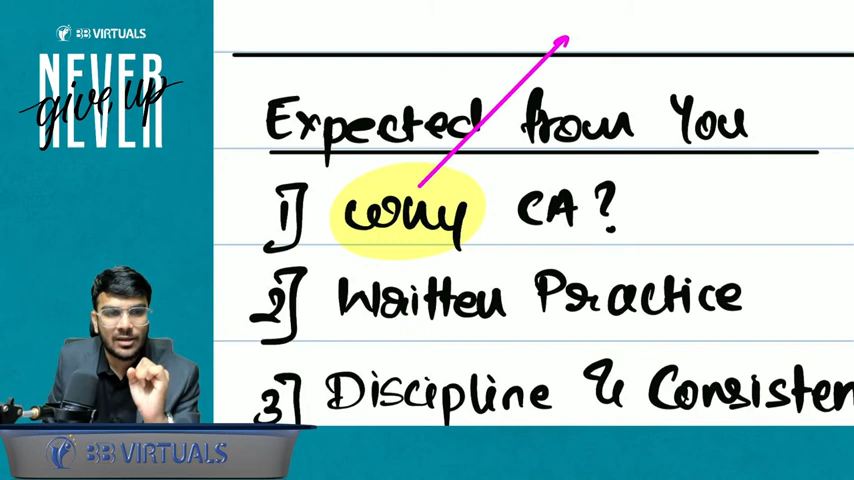 BB VIRTUALS
NEVER
give up
NEVER
Expected from You
1] Why CA?
2] Written Practice
3] Discipline & Consisten
BB VIRTUALS